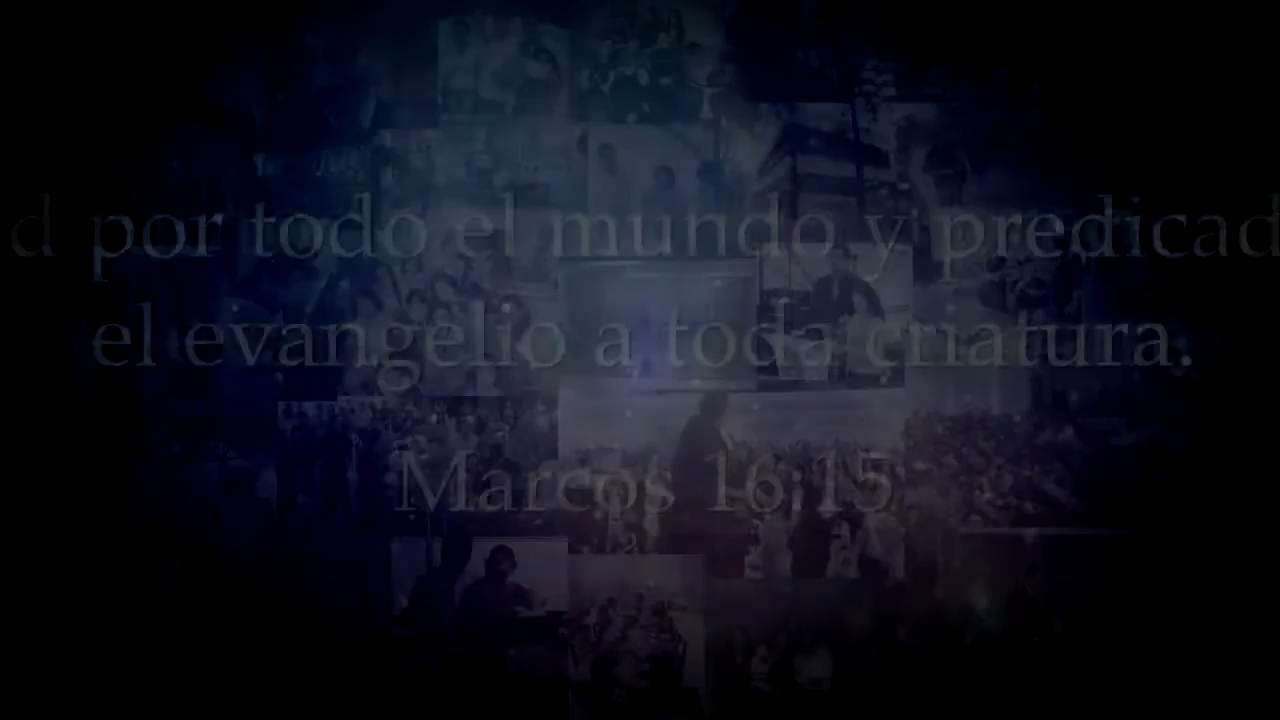 d por todo el mundo y predicad
el evangelio a toda criatura.
Marcos 16:15